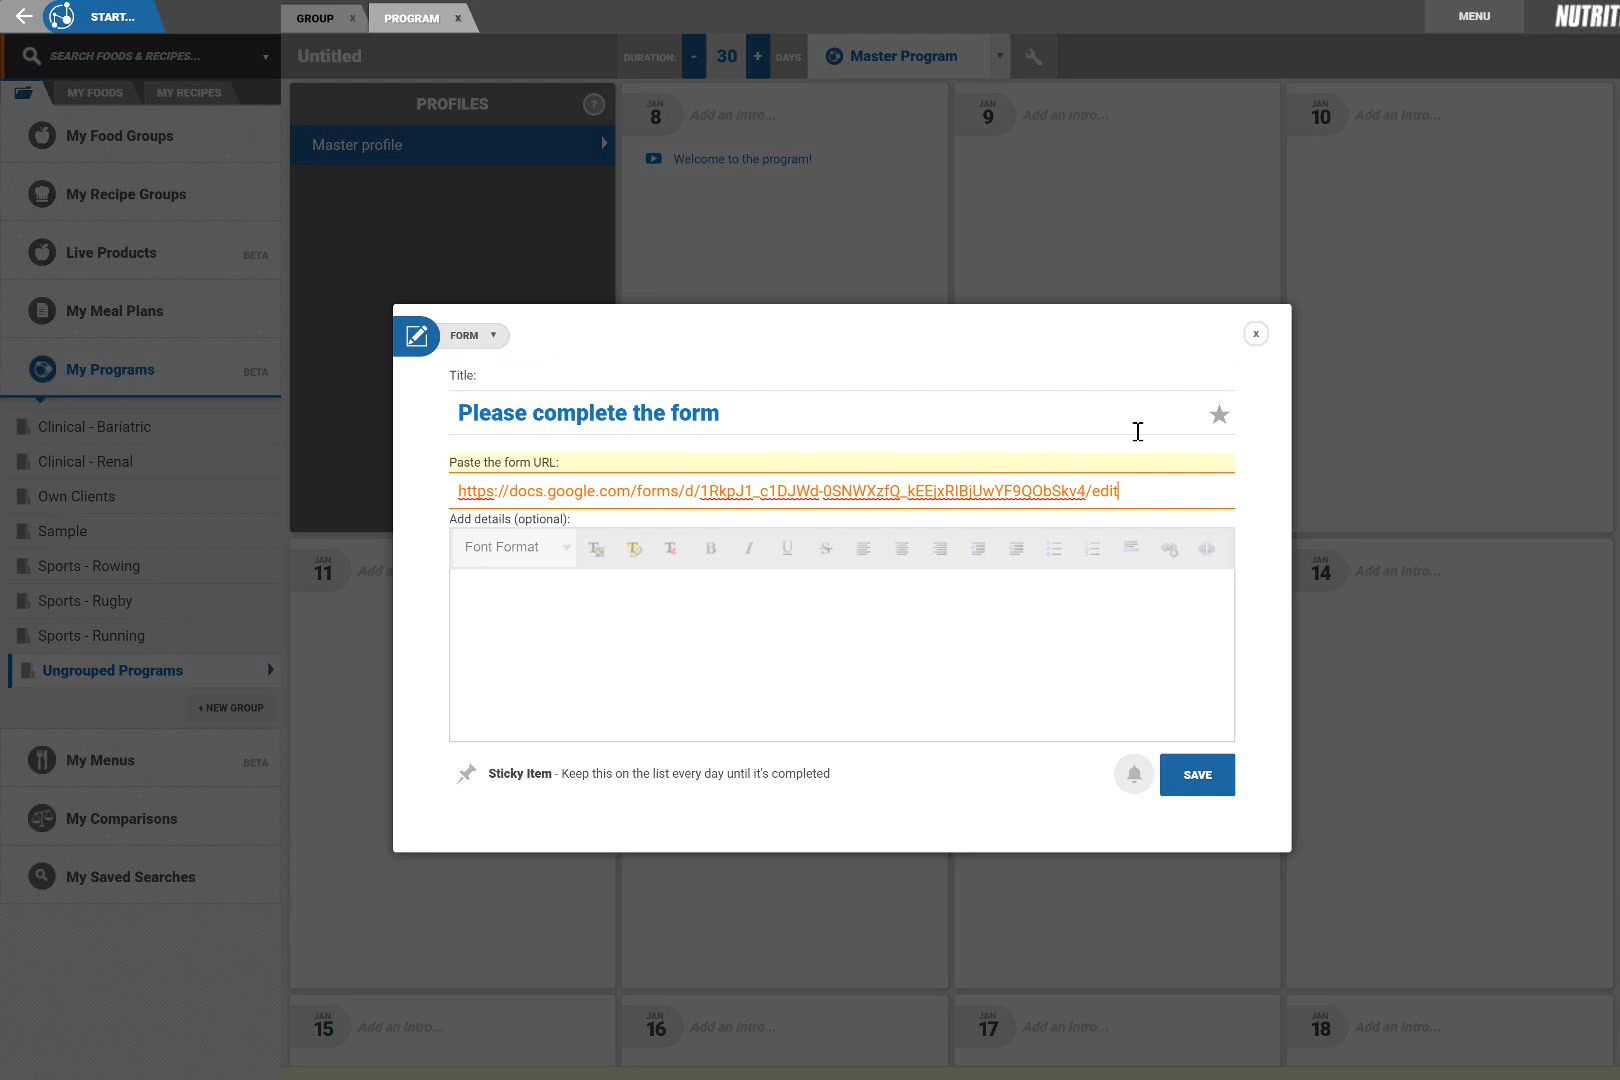 START...
GROUP x
PROGRAM x
MENU
NUTRIT
SEARCH FOODS & RECIPES...
Untitled
DURATION: - 30 + DAYS
Master Program
MY FOODS
MY RECIPES
My Food Groups
My Recipe Groups
Live Products BETA
My Meal Plans
My Programs BETA
Clinical - Bariatric
Clinical - Renal
Own Clients
Sample
Sports - Rowing
Sports - Rugby
Sports - Running
Ungrouped Programs
+ NEW GROUP
My Menus BETA
My Comparisons
My Saved Searches
PROFILES ?
Master profile
JAN 8 Add an Intro...
Welcome to the program!
JAN 9 Add an Intro...
JAN 10 Add an Intro...
FORM
x
Title:
Please complete the form
Paste the form URL:
https://docs.google.com/forms/d/1RkpJ1_c1DJWd-0SNWXzfQ_kEEjxRIBjUwYF9QObSkv4/edit
Add details (optional):
Font Format
Sticky Item - Keep this on the list every day until it's completed
SAVE
JAN 11 Add a
JAN 14 Add an Intro...
JAN 15 Add an Intro...
JAN 16 Add an Intro...
JAN 17 Add an Intro...
JAN 18 Add an Intro...